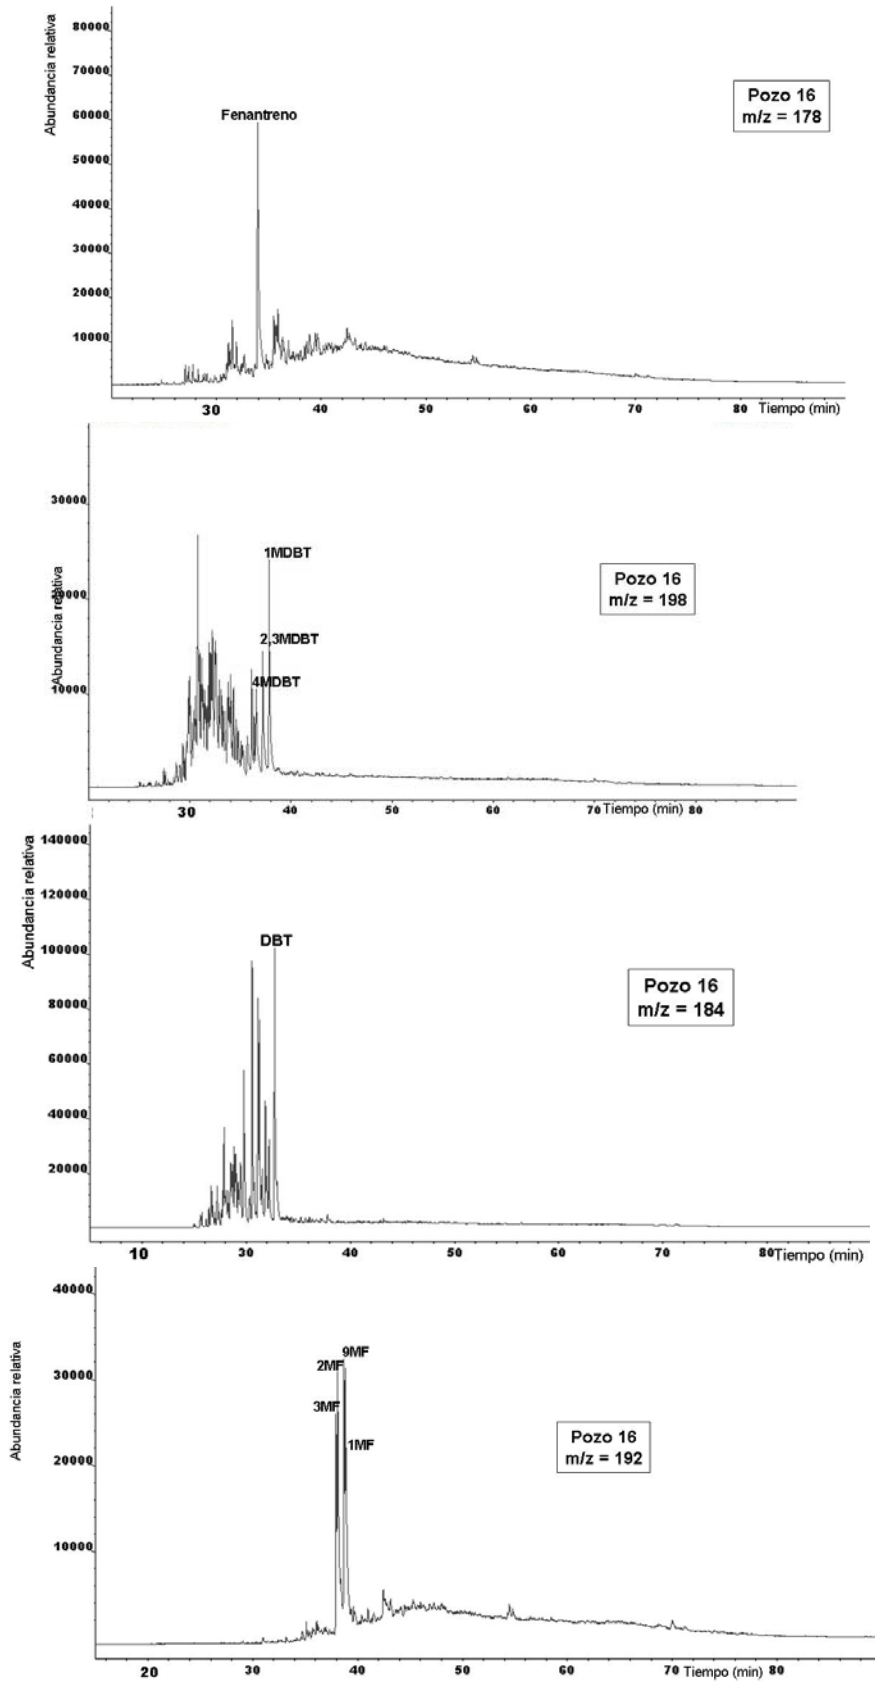 Abundancia relativa
80000
70000
60000
50000
40000
30000
20000
10000
Fenantreno
Pozo 16
m/z = 178
30
40
50
60
70
80
Tiempo (min)
Abundancia relativa
30000
20000
10000
1MDBT
2,3MDBT
4MDBT
Pozo 16
m/z = 198
30
40
50
60
70
80
Tiempo (min)
Abundancia relativa
140000
120000
100000
80000
60000
40000
20000
DBT
Pozo 16
m/z = 184
10
30
40
50
60
70
80
Tiempo (min)
Abundancia relativa
40000
30000
20000
10000
9MF
2MF
3MF
1MF
Pozo 16
m/z = 192
20
30
40
50
60
70
Tiempo (min)
80